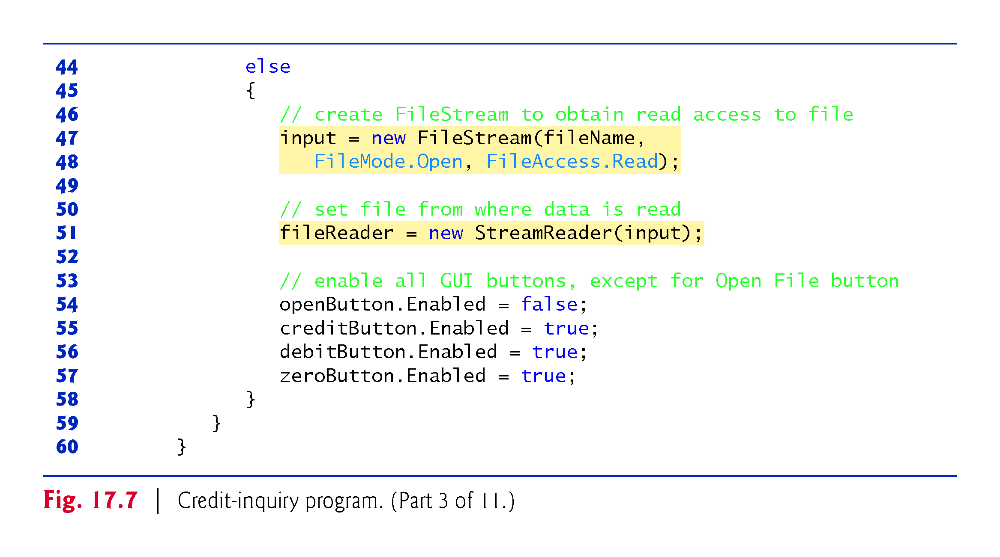 44 else
45 {
46 // create FileStream to obtain read access to file
47 input = new FileStream(fileName,
48 FileMode.Open, FileAccess.Read);
49
50 // set file from where data is read
51 fileReader = new StreamReader(input);
52
53 // enable all GUI buttons, except for Open File button
54 openButton.Enabled = false;
55 creditButton.Enabled = true;
56 debitButton.Enabled = true;
57 zeroButton.Enabled = true;
58 }
59 }
60 }
Fig. 17.7 | Credit-inquiry program. (Part 3 of 11.)